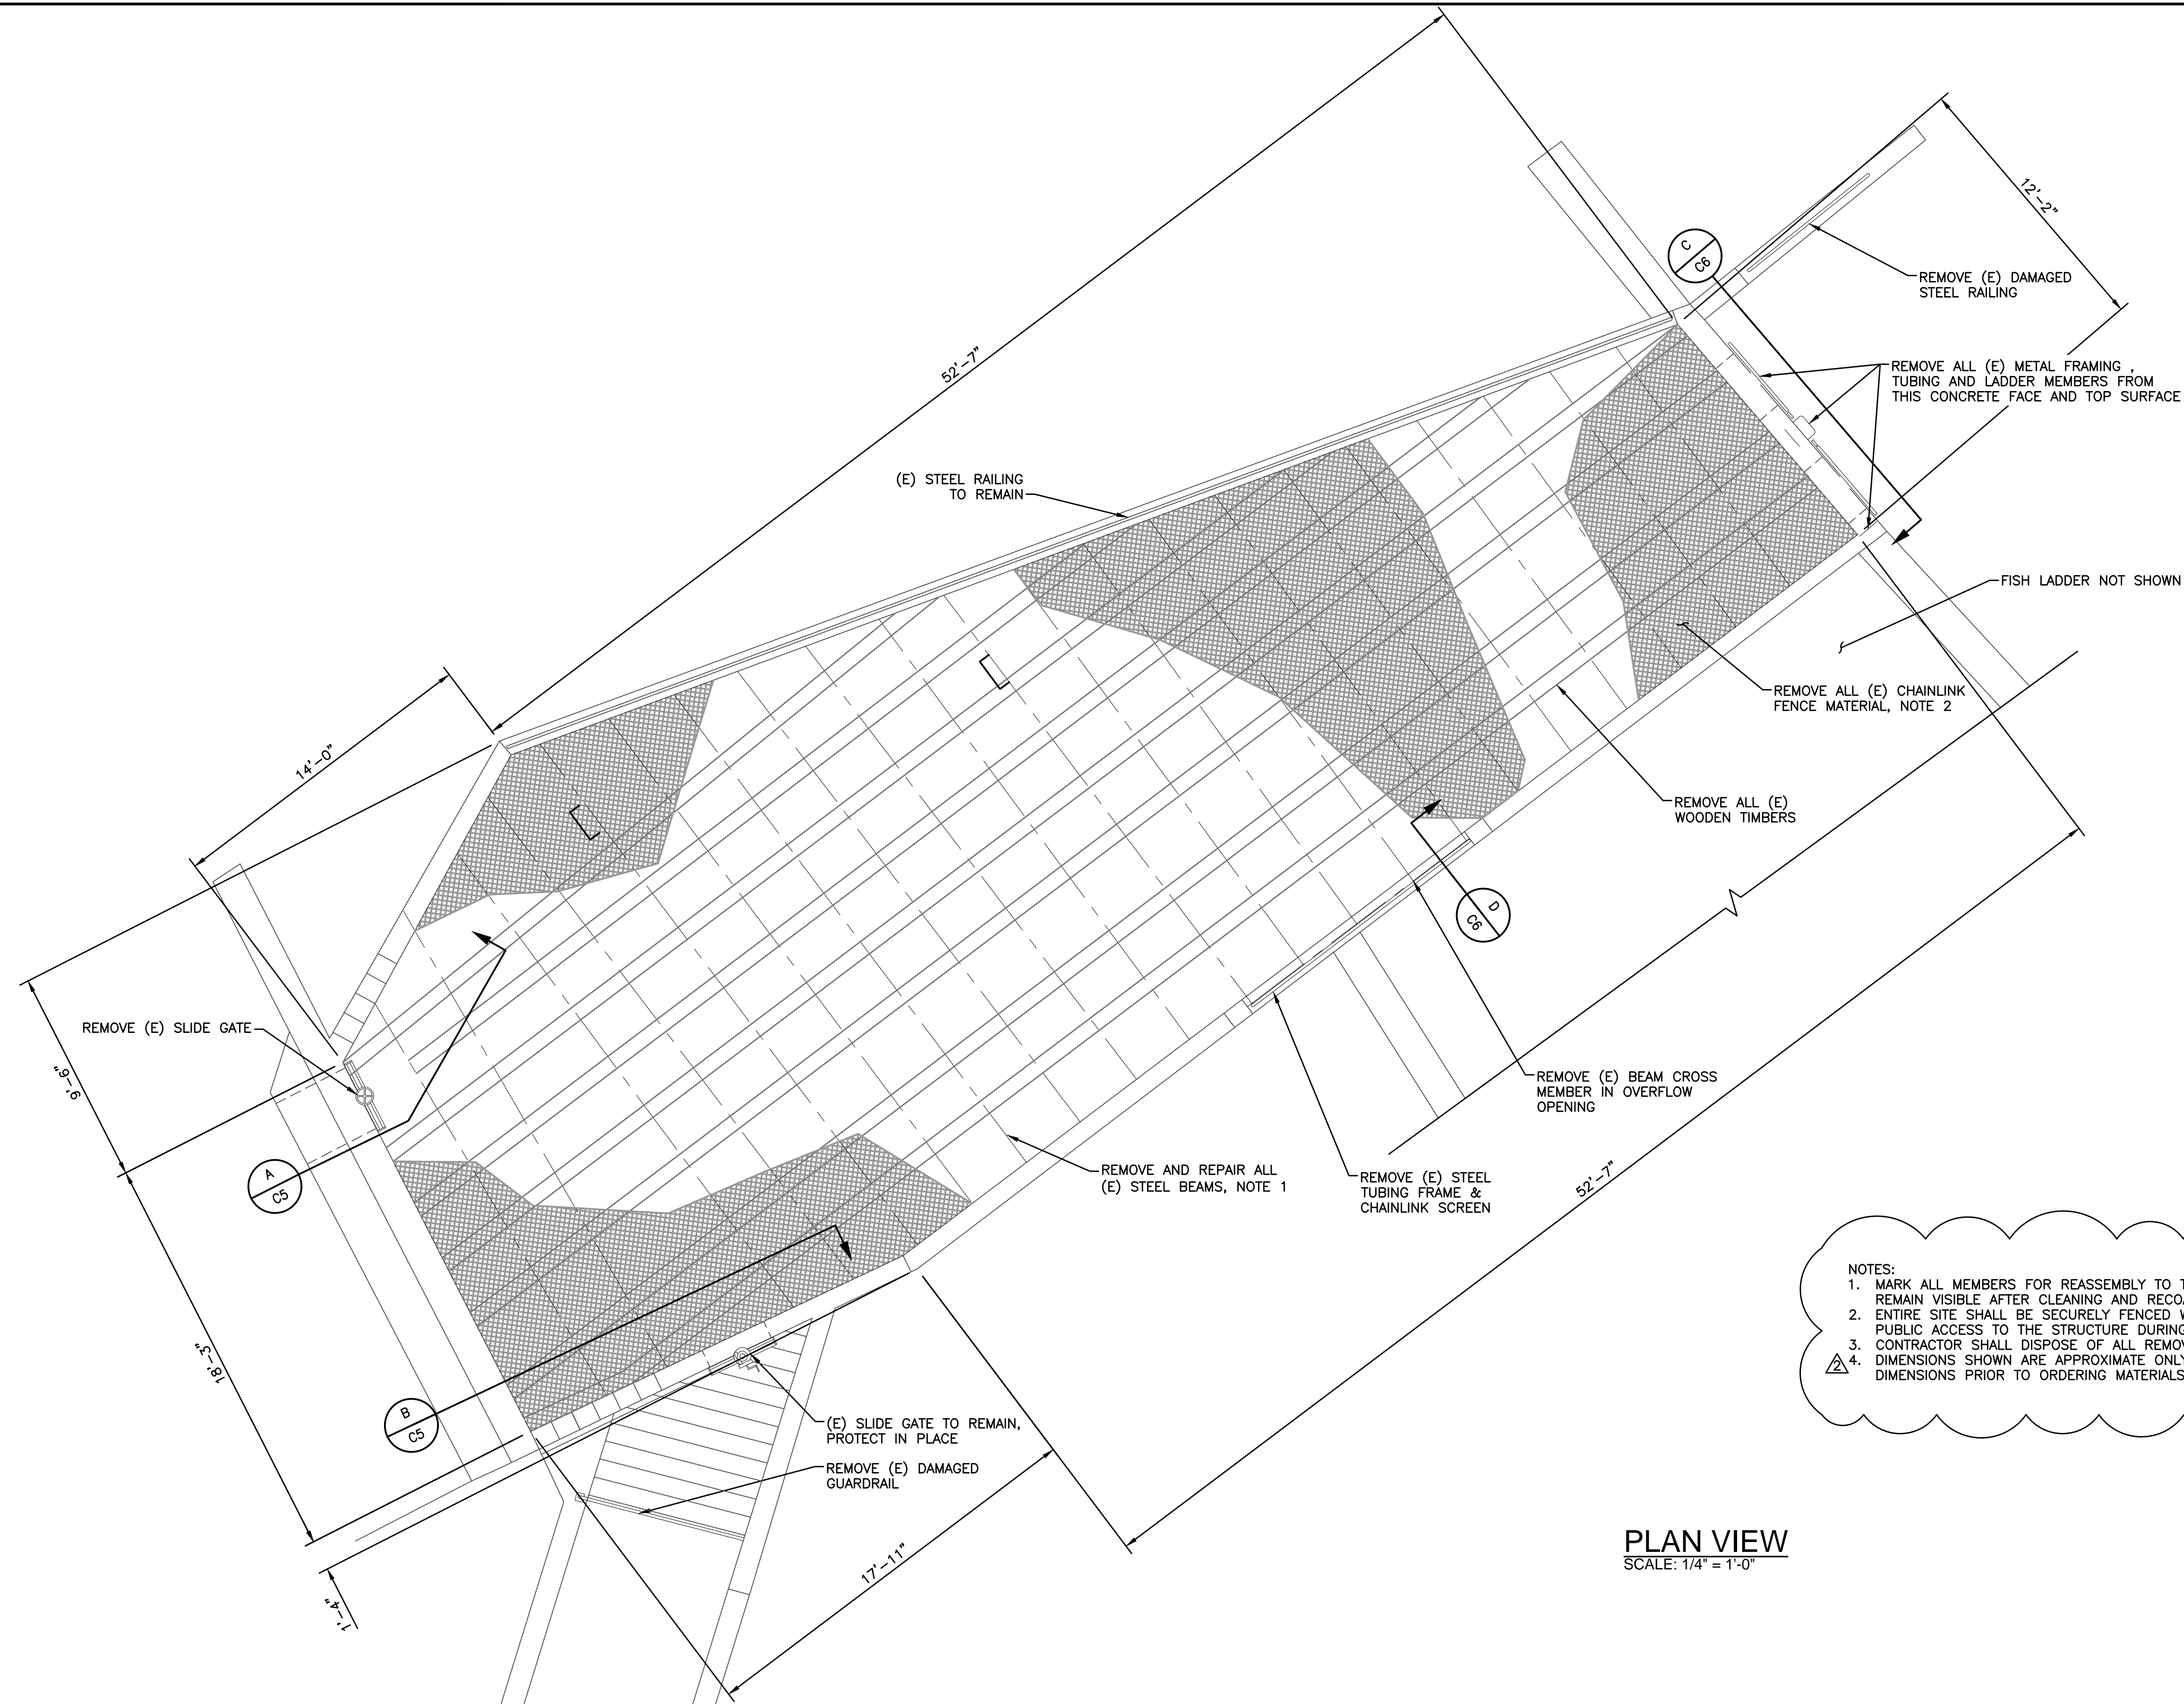 52'-7"
12'-2"
C
C6
REMOVE (E) DAMAGED
STEEL RAILING
REMOVE ALL (E) METAL FRAMING ,
TUBING AND LADDER MEMBERS FROM
THIS CONCRETE FACE AND TOP SURFACE
(E) STEEL RAILING
TO REMAIN
FISH LADDER NOT SHOWN
REMOVE ALL (E) CHAINLINK
FENCE MATERIAL, NOTE 2
14'-0"
REMOVE ALL (E)
WOODEN TIMBERS
D
C6
REMOVE (E) SLIDE GATE
9'-6"
REMOVE (E) BEAM CROSS
MEMBER IN OVERFLOW
OPENING
A
C5
REMOVE AND REPAIR ALL
(E) STEEL BEAMS, NOTE 1
REMOVE (E) STEEL
TUBING FRAME &
CHAINLINK SCREEN
52'-7"
18'-3"
B
C5
(E) SLIDE GATE TO REMAIN,
PROTECT IN PLACE
REMOVE (E) DAMAGED
GUARDRAIL
17'-11"
1'-4"
NOTES:
1. MARK ALL MEMBERS FOR REASSEMBLY TO
REMAIN VISIBLE AFTER CLEANING AND
2. ENTIRE SITE SHALL BE SECURELY FENCED
PUBLIC ACCESS TO THE STRUCTURE DURING
3. CONTRACTOR SHALL DISPOSE OF ALL
2
4. DIMENSIONS SHOWN ARE APPROXIMATE
DIMENSIONS PRIOR TO ORDERING MATERIALS
PLAN VIEW
SCALE: 1/4" = 1'-0"